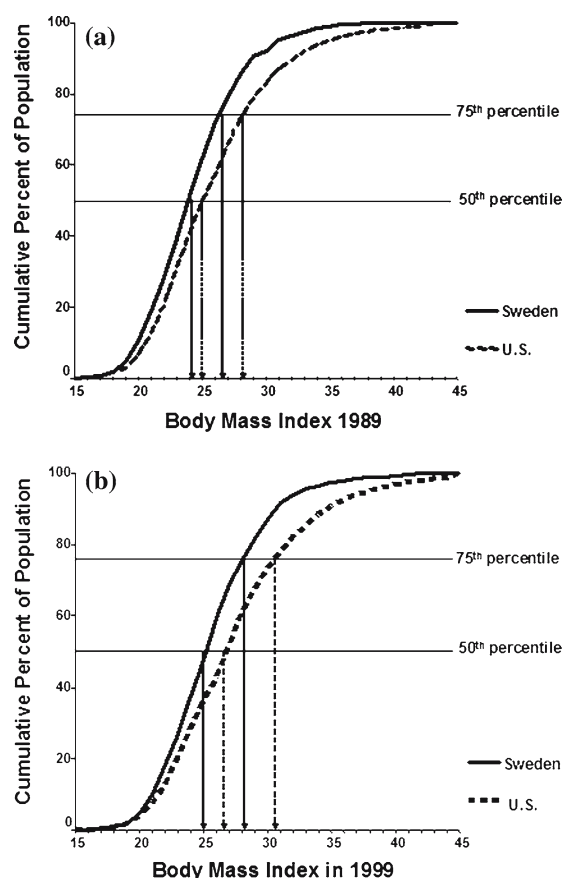 (a)
Cumulative Percent of Population
100
80
60
40
20
0
75th percentile
50th percentile
Sweden
U.S.
15 20 25 30 35 40 45
Body Mass Index 1989
(b)
Cumulative Percent of Population
100
80
60
40
20
0
75th percentile
50th percentile
Sweden
U.S.
15 20 25 30 35 40 45
Body Mass Index in 1999